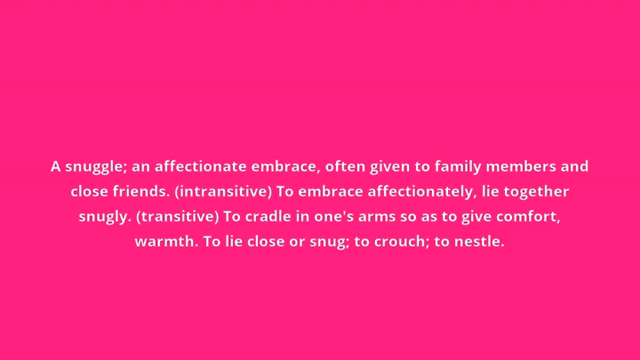 A snuggle; an affectionate embrace, often given to family members and
close friends. (intransitive) To embrace affectionately, lie together
snugly. (transitive) To cradle in one's arms so as to give comfort,
warmth. To lie close or snug; to crouch; to nestle.